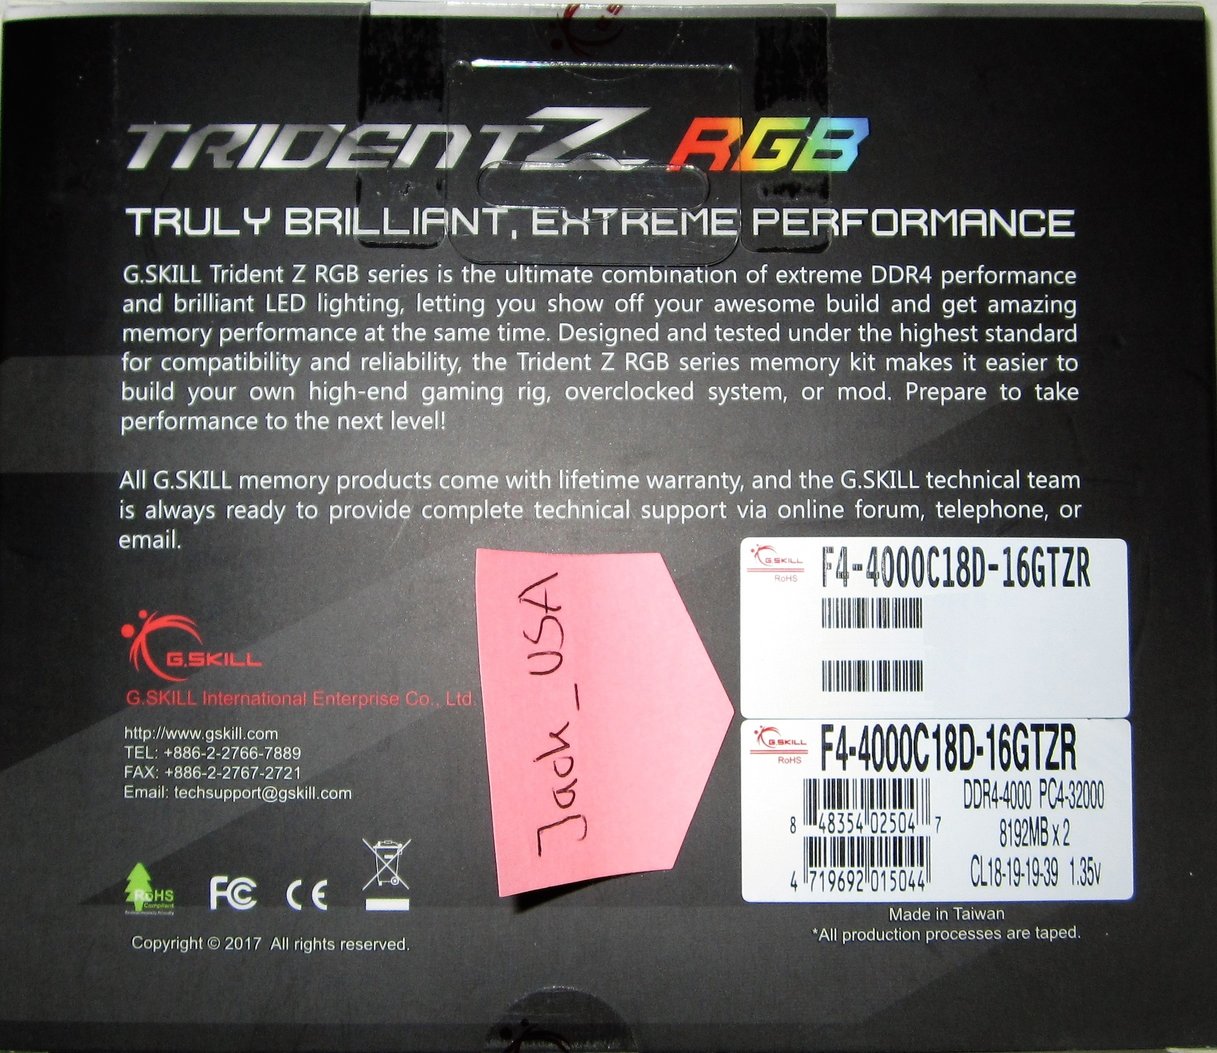 TRIDENTZ RGB
TRULY BRILLIANT, EXTREME PERFORMANCE
G.SKILL Trident Z RGB series is the ultimate combination of extreme DDR4 performance
and brilliant LED lighting, letting you show off your awesome build and get amazing
memory performance at the same time. Designed and tested under the highest standard
for compatibility and reliability, the Trident Z RGB series memory kit makes it easier to
build your own high-end gaming rig, overclocked system, or mod. Prepare to take
performance to the next level!
All G.SKILL memory products come with lifetime warranty, and the G.SKILL technical team
is always ready to provide complete technical support via online forum, telephone, or
email.
G.SKILL
G.SKILL International Enterprise Co., Ltd.
http://www.gskill.com
TEL: +886-2-2766-7889
FAX: +886-2-2767-2721
Email: techsupport@gskill.com
RoHS
Compliant
FC CE
Copyright © 2017 All rights reserved.
Jack_USA
G.SKILL
RoHS
F4-4000C18D-16GTZR
G.SKILL
RoHS
F4-4000C18D-16GTZR
DDR4-4000 PC4-32000
8192MB x 2
CL18-19-19-39 1.35v
8 48354 02504 7
4 719692 015044
Made in Taiwan
*All production processes are taped.